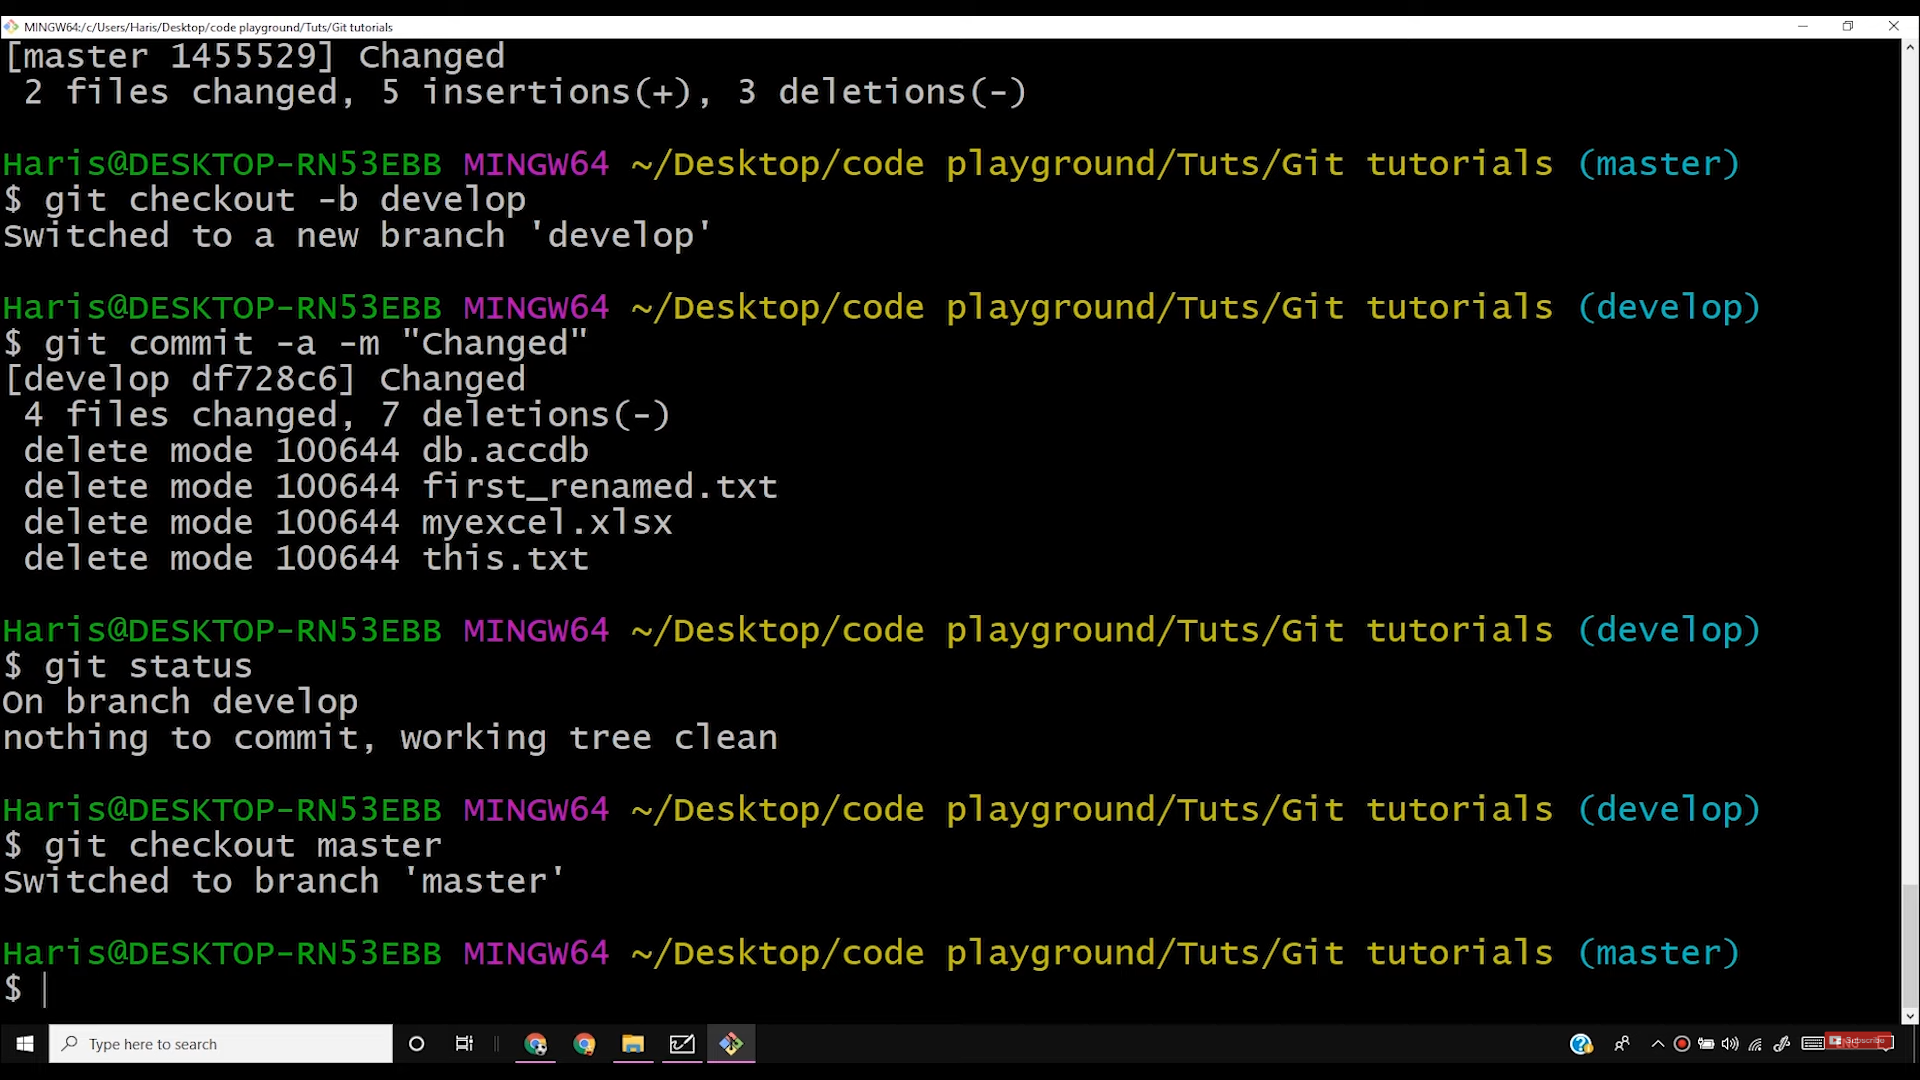 MINGW64:/c/Users/Haris/Desktop/code playground/Tuts/Git tutorials
[master 1455529] Changed
 2 files changed, 5 insertions(+), 3 deletions(-)
Haris@DESKTOP-RN53EBB MINGW64 ~/Desktop/code playground/Tuts/Git tutorials (master)
$ git checkout -b develop
Switched to a new branch 'develop'
Haris@DESKTOP-RN53EBB MINGW64 ~/Desktop/code playground/Tuts/Git tutorials (develop)
$ git commit -a -m "Changed"
[develop df728c6] Changed
 4 files changed, 7 deletions(-)
 delete mode 100644 db.accdb
 delete mode 100644 first_renamed.txt
 delete mode 100644 myexcel.xlsx
 delete mode 100644 this.txt
Haris@DESKTOP-RN53EBB MINGW64 ~/Desktop/code playground/Tuts/Git tutorials (develop)
$ git status
On branch develop
nothing to commit, working tree clean
Haris@DESKTOP-RN53EBB MINGW64 ~/Desktop/code playground/Tuts/Git tutorials (develop)
$ git checkout master
Switched to branch 'master'
Haris@DESKTOP-RN53EBB MINGW64 ~/Desktop/code playground/Tuts/Git tutorials (master)
$
Type here to search
Subscribe